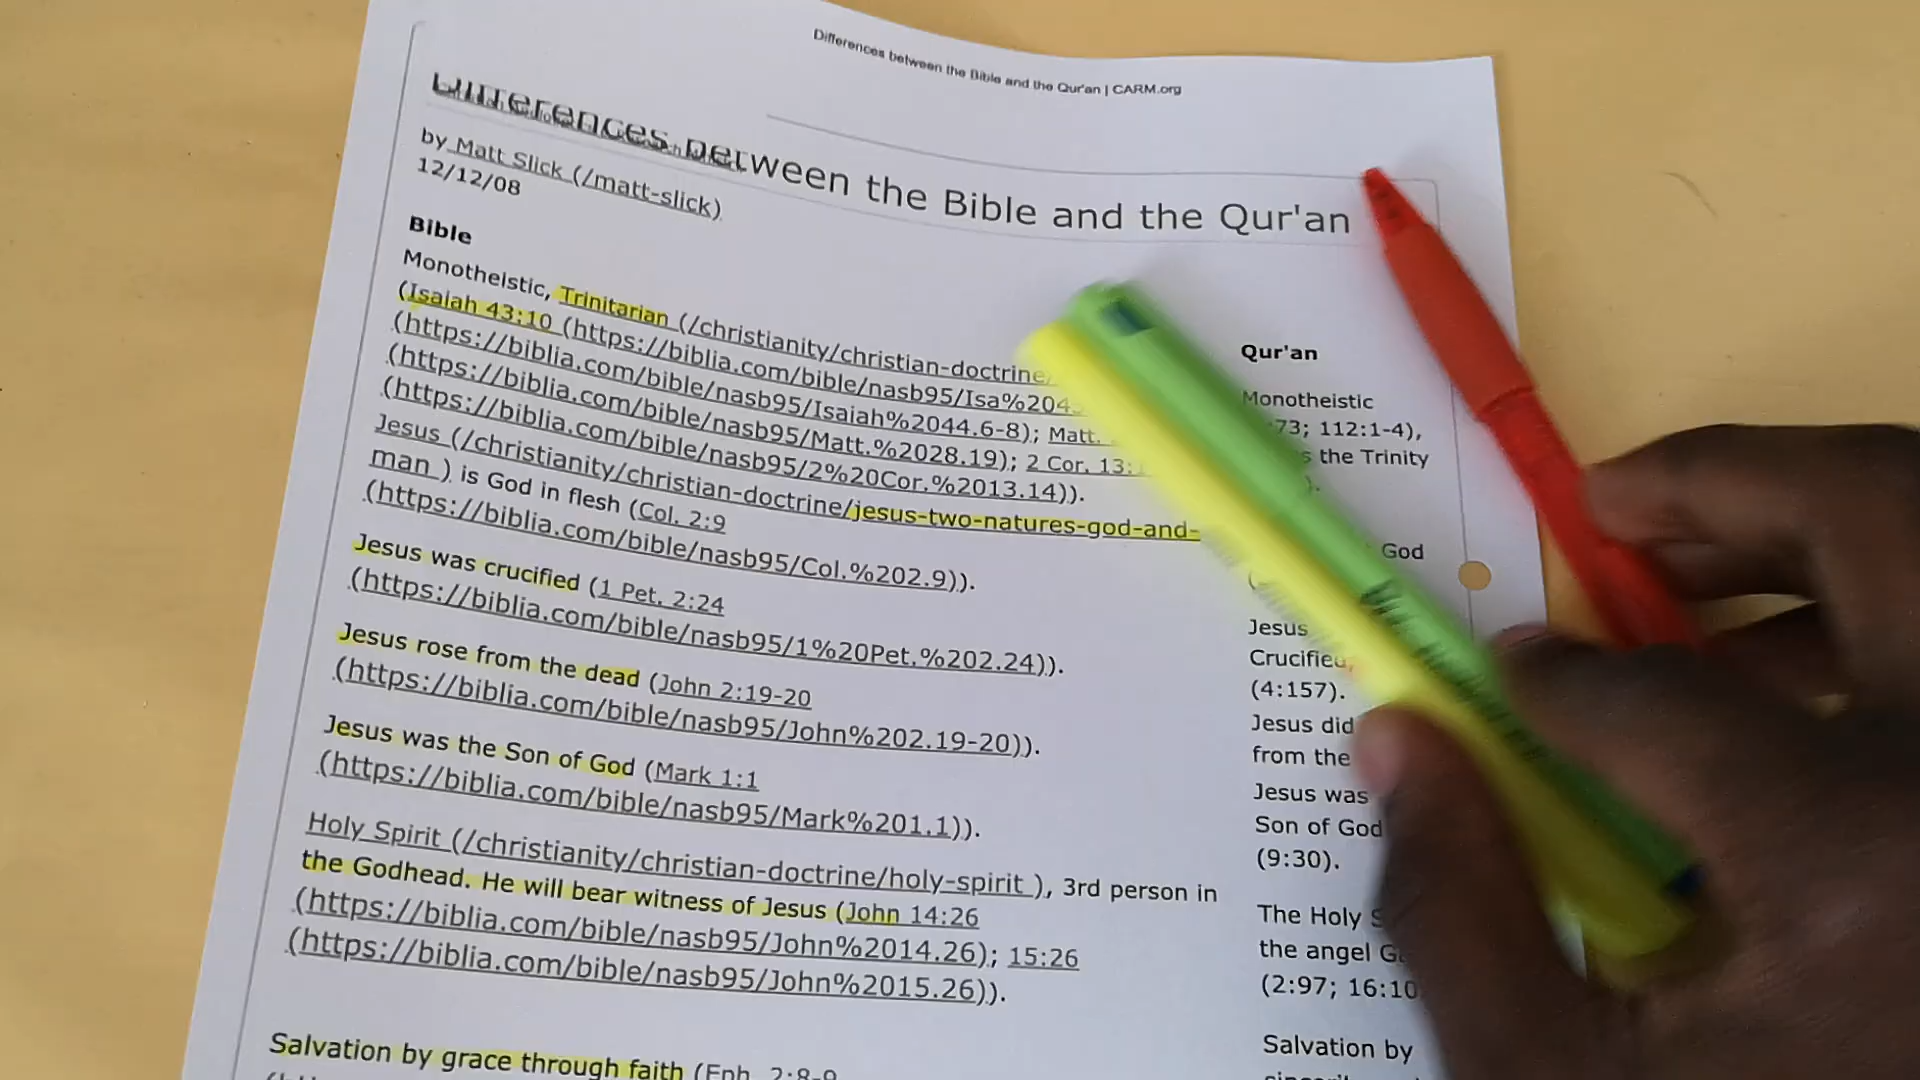 Differences between the Bible and the Qur'an | CARM.org
Differences between the Bible and the Qur'an
by Matt Slick (/matt-slick)
12/12/08
Bible
Monotheistic, Trinitarian (/christianity/christian-doctrine/
(Isaiah 43:10 (https://biblia.com/bible/nasb95/Isa%204
(https://biblia.com/bible/nasb95/Isaiah%2044.6-8); Matt.
(https://biblia.com/bible/nasb95/Matt.%2028.19); 2 Cor. 13:
(https://biblia.com/bible/nasb95/2%20Cor.%2013.14)).
Jesus (/christianity/christian-doctrine/jesus-two-natures-god-and-
man ) is God in flesh (Col. 2:9
(https://biblia.com/bible/nasb95/Col.%202.9)).
Jesus was crucified (1 Pet. 2:24
(https://biblia.com/bible/nasb95/1%20Pet.%202.24)).
Jesus rose from the dead (John 2:19-20
(https://biblia.com/bible/nasb95/John%202.19-20)).
Jesus was the Son of God (Mark 1:1
(https://biblia.com/bible/nasb95/Mark%201.1)).
Holy Spirit (/christianity/christian-doctrine/holy-spirit ), 3rd person in
the Godhead. He will bear witness of Jesus (John 14:26
(https://biblia.com/bible/nasb95/John%2014.26); 15:26
(https://biblia.com/bible/nasb95/John%2015.26)).
Salvation by grace through faith (Eph. 2:8-9
Qur'an
Monotheistic
73; 112:1-4),
the Trinity
God
Jesus
Crucified,
(4:157).
Jesus did
from the
Jesus was
Son of God
(9:30).
The Holy
the angel
(2:97; 16:10
Salvation by